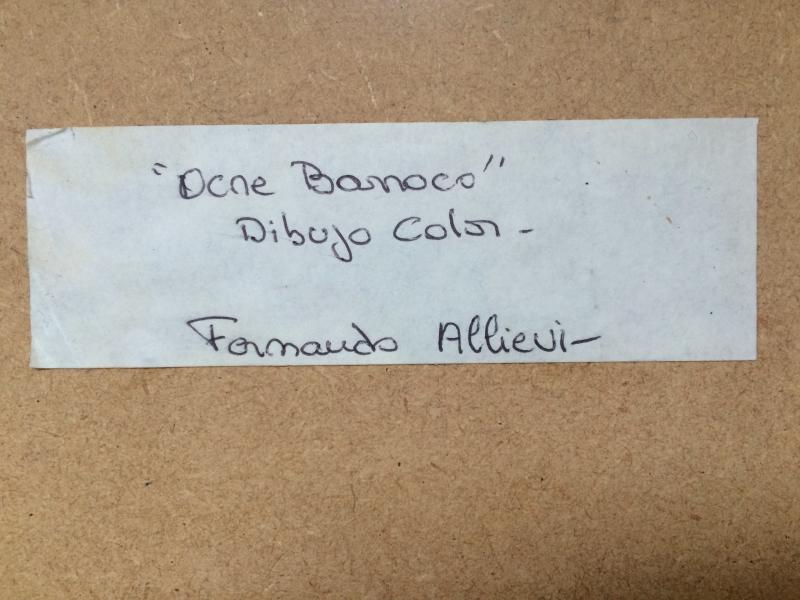 "Ocre Barroco"
Dibujo Color -
Fernando Allievi-